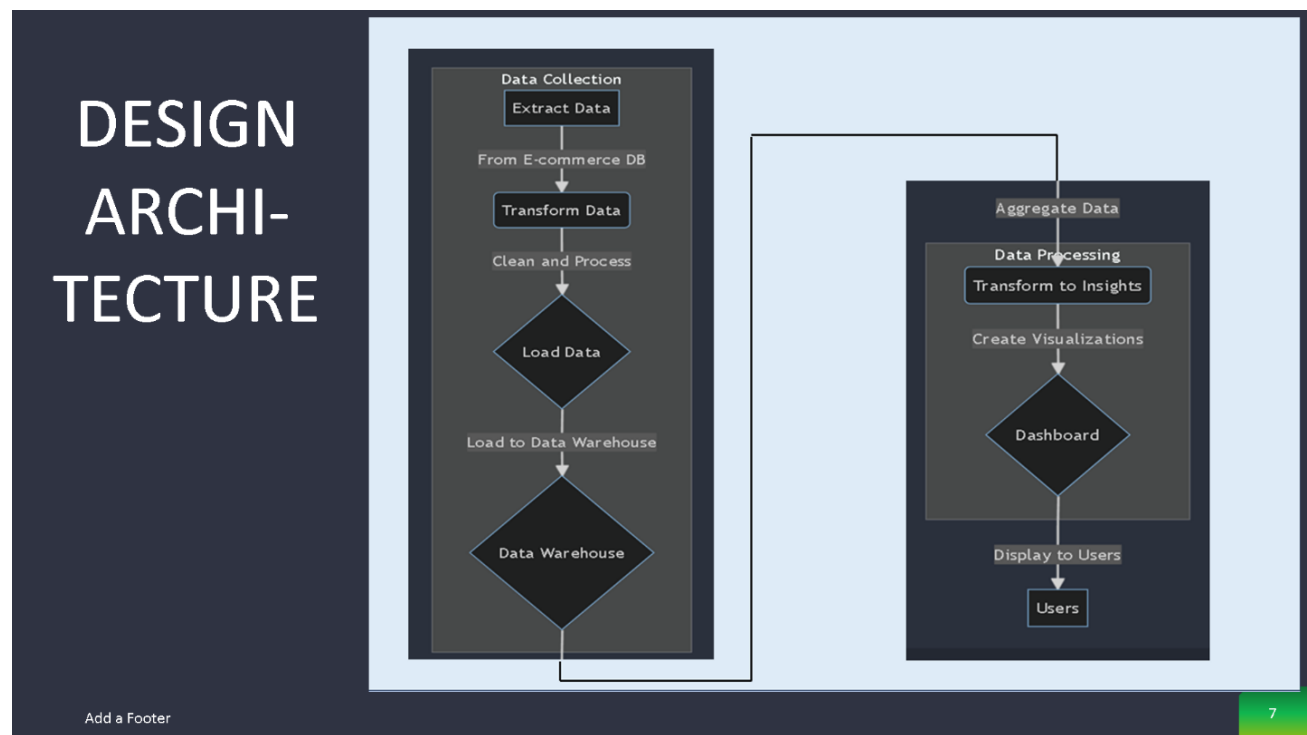 DESIGN
ARCHI-
TECTURE
Data Collection
Extract Data
From E-commerce DB
Transform Data
Clean and Process
Load Data
Load to Data Warehouse
Data Warehouse
Aggregate Data
Data Processing
Transform to Insights
Create Visualizations
Dashboard
Display to Users
Users
Add a Footer
7